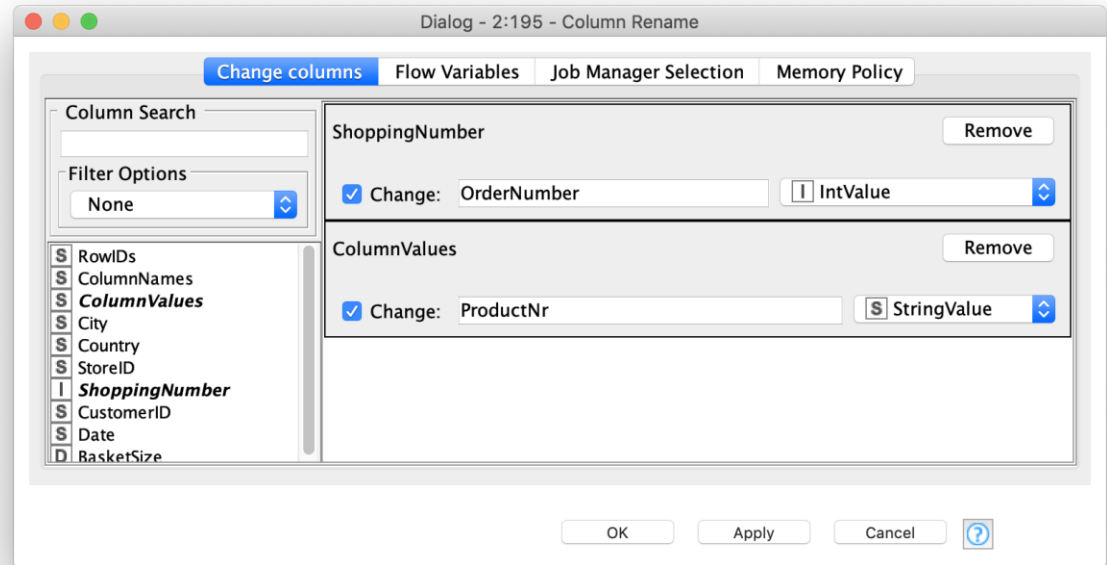 Dialog - 2:195 - Column Rename
Change columns Flow Variables Job Manager Selection Memory Policy
Column Search
Filter Options
None
S RowIDs
S ColumnNames
S ColumnValues
S City
S Country
S StoreID
I ShoppingNumber
S CustomerID
S Date
D BasketSize
ShoppingNumber Remove
Change: OrderNumber I IntValue
ColumnValues Remove
Change: ProductNr S StringValue
OK Apply Cancel ?